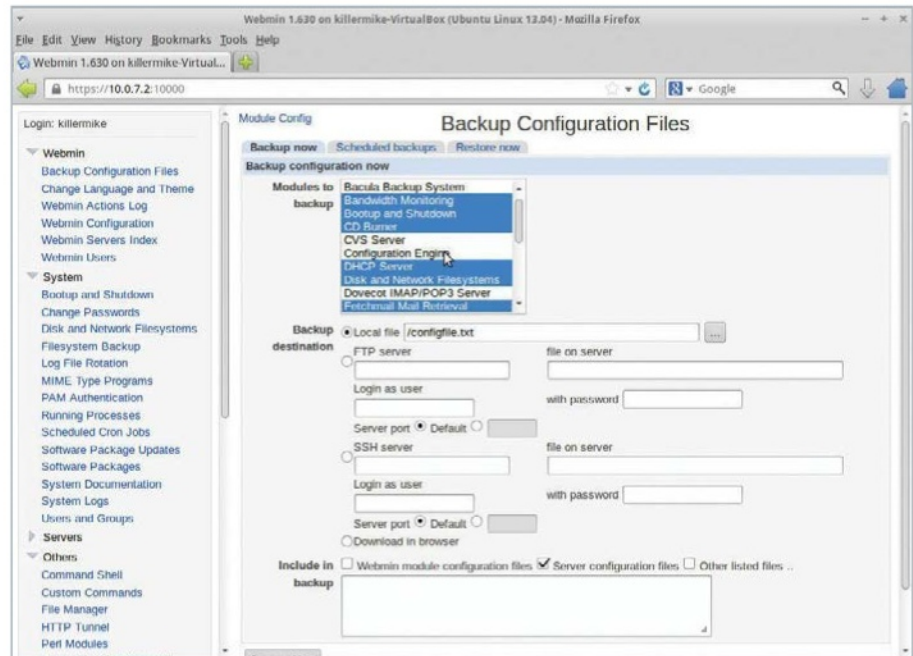 Webmin 1.630 on killermike-VirtualBox (Ubuntu Linux 13.04) - Mozilla Firefox
File Edit View History Bookmarks Tools Help
Webmin 1.630 on killermike-Virtual...
https://10.0.7.2:10000
Google
Login: killermike
Webmin
Backup Configuration Files
Change Language and Theme
Webmin Actions Log
Webmin Configuration
Webmin Servers Index
Webmin Users
System
Bootup and Shutdown
Change Passwords
Disk and Network Filesystems
Filesystem Backup
Log File Rotation
MIME Type Programs
PAM Authentication
Running Processes
Scheduled Cron Jobs
Software Package Updates
Software Packages
System Documentation
System Logs
Users and Groups
Servers
Others
Command Shell
Custom Commands
File Manager
HTTP Tunnel
Perl Modules
Module Config
Backup Configuration Files
Backup now Scheduled backups Restore now
Backup configuration now
Modules to backup
Bacula Backup System
Bandwidth Monitoring
Bootup and Shutdown
CD Burner
CVS Server
Configuration Engine
DHCP Server
Disk and Network Filesystems
Dovecot IMAP/POP3 Server
Fetchmail Mail Retrieval
Backup destination
Local file /configfile.txt ...
FTP server file on server
Login as user with password
Server port Default
SSH server file on server
Login as user with password
Server port Default
Download in browser
Include in backup
Webmin module configuration files Server configuration files Other listed files ..